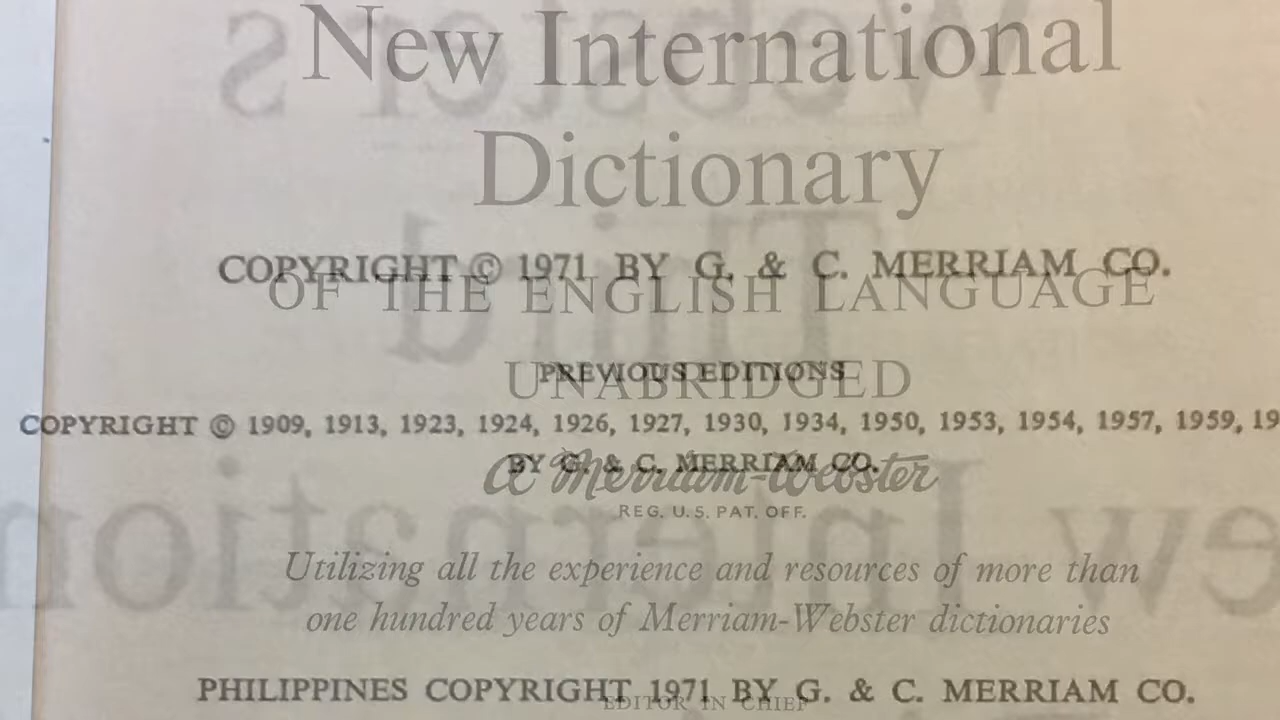 New International
Dictionary
COPYRIGHT © 1971 BY G. & C. MERRIAM CO.
OF THE ENGLISH LANGUAGE
PREVIOUS EDITIONS
UNABRIDGED
COPYRIGHT © 1909, 1913, 1923, 1924, 1926, 1927, 1930, 1934, 1950, 1953, 1954, 1957, 1959, 19
BY G. & C. MERRIAM CO.
a Merriam-Webster
REG. U.S. PAT. OFF.
Utilizing all the experience and resources of more than
one hundred years of Merriam-Webster dictionaries
PHILIPPINES COPYRIGHT 1971 BY G. & C. MERRIAM CO.
EDITOR IN CHIEF